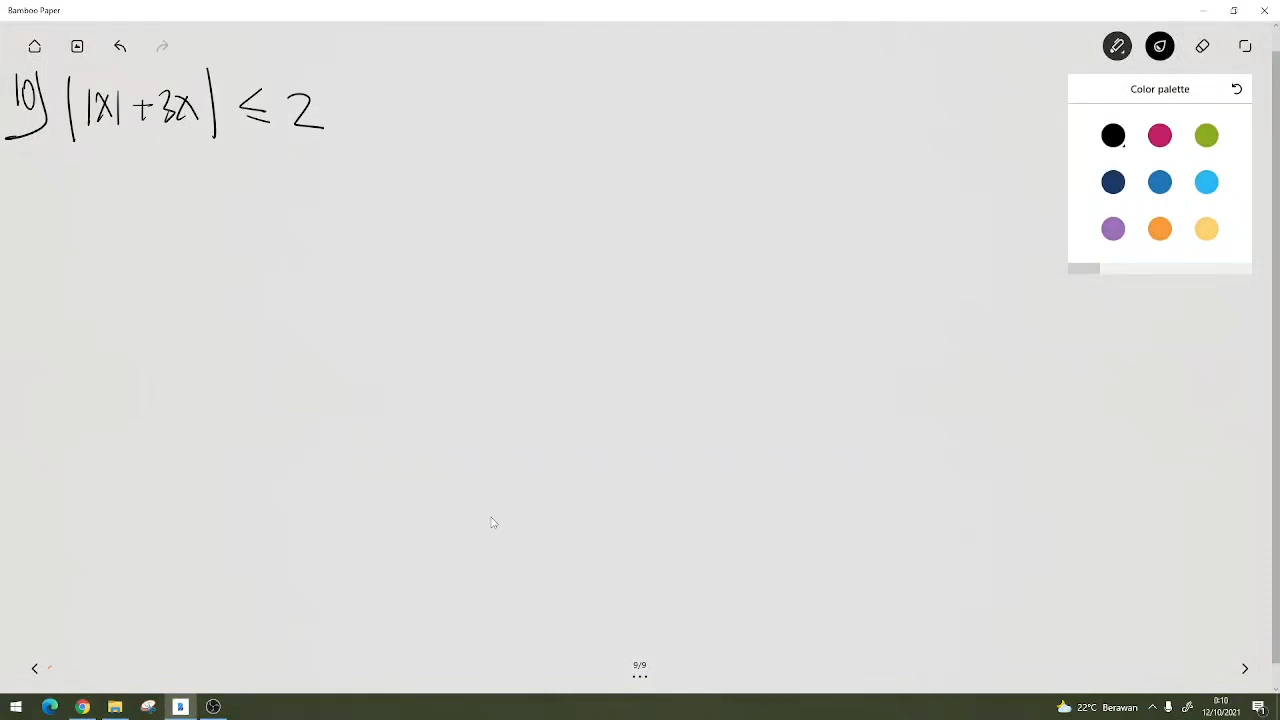 Bamboo Paper
Color palette
10) ||x| + 3x| ≤ 2
9/9
22°C Berawan
0:10
12/10/2021